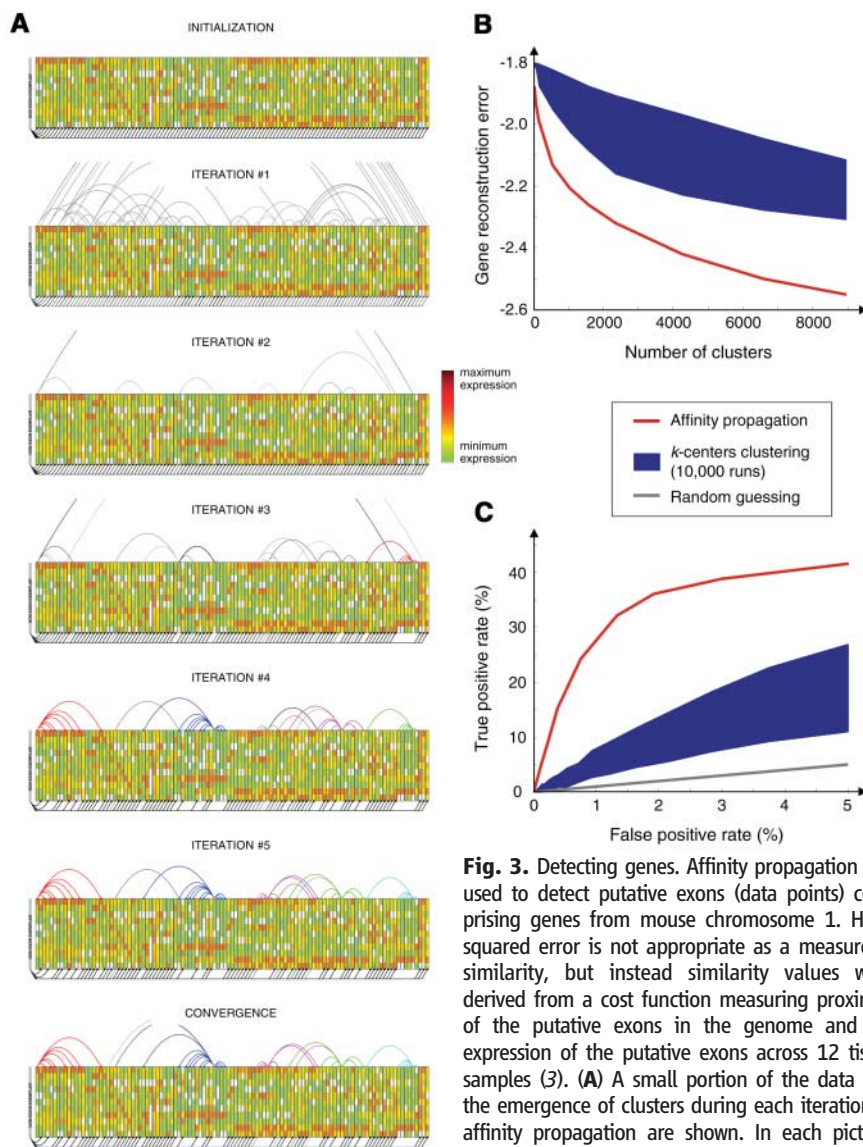 A
INITIALIZATION
ITERATION #1
ITERATION #2
maximum
expression
minimum
expression
ITERATION #3
ITERATION #4
ITERATION #5
CONVERGENCE
B
Gene reconstruction error
-1.8
-2.0
-2.2
-2.4
-2.6
0 2000 4000 6000 8000
Number of clusters
Affinity propagation
k-centers clustering
(10,000 runs)
Random guessing
C
True positive rate (%)
40
30
20
10
0
0 1 2 3 4 5
False positive rate (%)
Fig. 3. Detecting genes. Affinity propagation
used to detect putative exons (data points) co
prising genes from mouse chromosome 1. H
squared error is not appropriate as a measure
similarity, but instead similarity values w
derived from a cost function measuring proxin
of the putative exons in the genome and
expression of the putative exons across 12 tis
samples (3). (A) A small portion of the data
the emergence of clusters during each iteration
affinity propagation are shown. In each pict